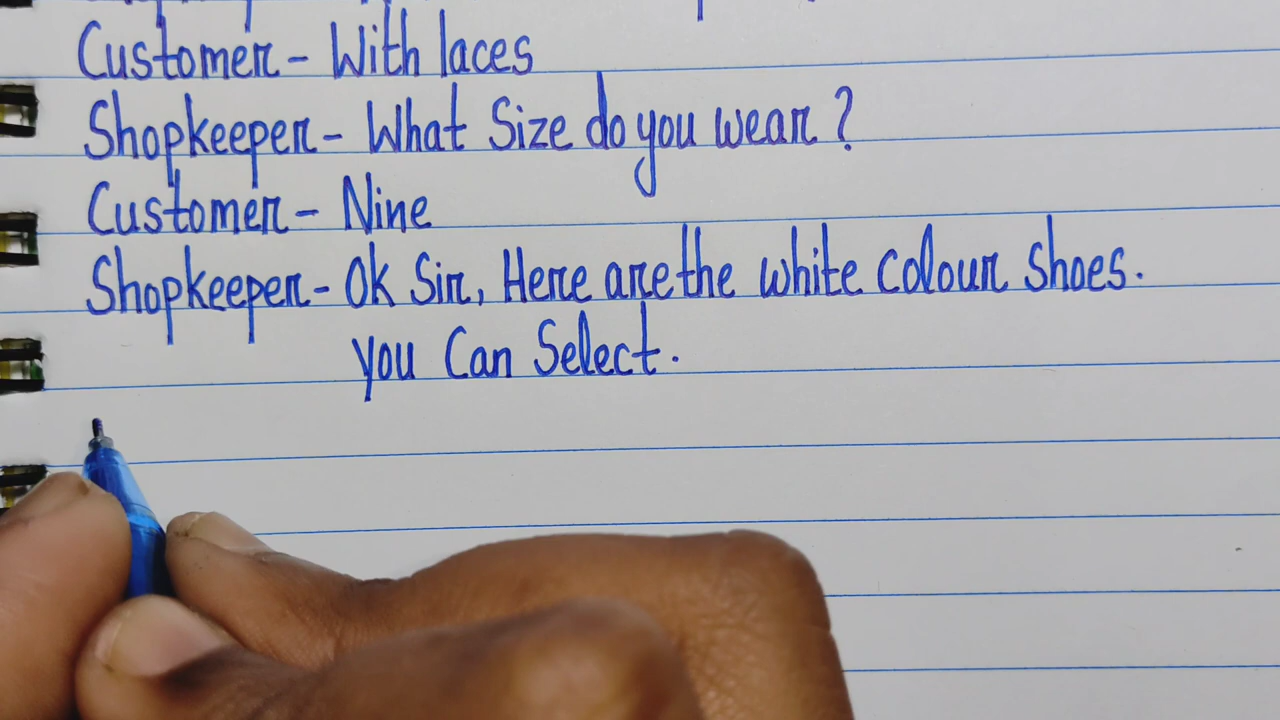 Customer - With laces
Shopkeeper - What Size do you wear ?
Customer - Nine
Shopkeeper - Ok Sir, Here are the white Colour Shoes.
you Can Select.